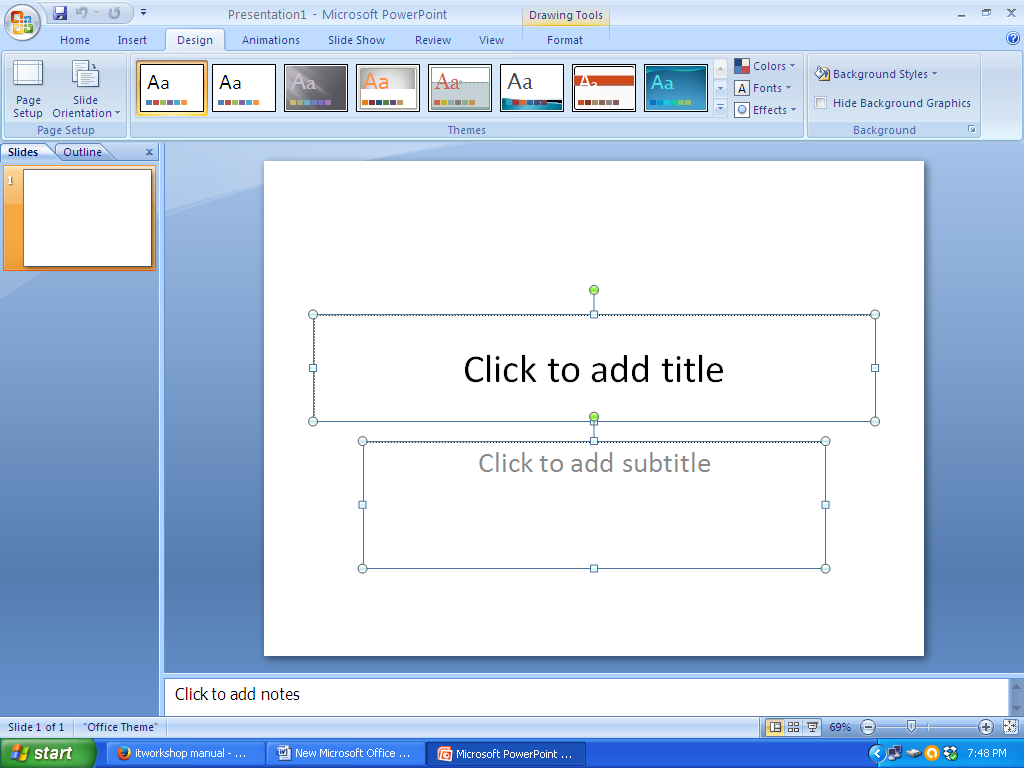 Presentation1 - Microsoft PowerPoint
Drawing Tools
Home Insert Design Animations Slide Show Review View Format
Page Setup
Slide Orientation
Page Setup
Aa Aa Aa Aa Aa Aa Aa Aa
Themes
Colors
Fonts
Effects
Background Styles
Hide Background Graphics
Background
Slides Outline x
1
Click to add title
Click to add subtitle
Click to add notes
Slide 1 of 1 "Office Theme" 69%
start itworkshop manual - ... New Microsoft Office ... Microsoft PowerPoint ... 7:48 PM